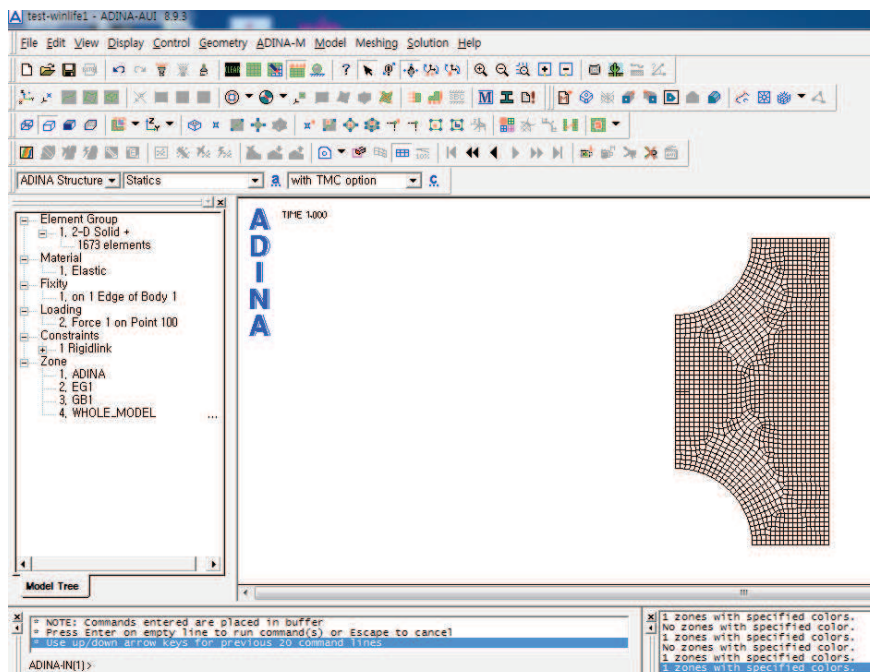 test-winlife1 - ADINA-AUI 8.9.3
File Edit View Display Control Geometry ADINA-M Model Meshing Solution Help
CLEAR
M
D!
ADINA Structure Statics a with TMC option c
Element Group
1. 2-D Solid +
1673 elements
Material
1. Elastic
Fixity
1. on 1 Edge of Body 1
Loading
2. Force 1 on Point 100
Constraints
1 Rigidlink
Zone
1. ADINA
2. EG1
3. GB1
4. WHOLE_MODEL ...
Model Tree
ADINA
TIME 1.000
* NOTE: Commands entered are placed in buffer
* Press Enter on empty line to run command(s) or Escape to cancel
* Use up/down arrow keys for previous 20 command lines
ADINA-IN[1]>
1 zones with specified colors.
No zones with specified color.
1 zones with specified colors.
No zones with specified color.
1 zones with specified colors.
1 zones with specified colors.